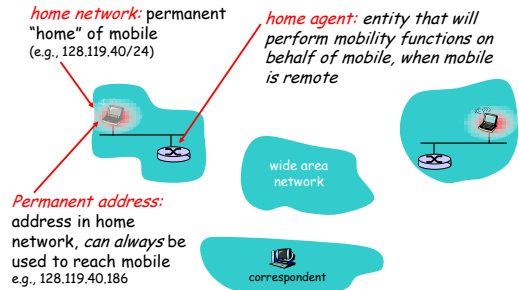 home network: permanent
"home" of mobile
(e.g., 128.119.40/24)
home agent: entity that will
perform mobility functions on
behalf of mobile, when mobile
is remote
wide area
network
Permanent address:
address in home
network, can always be
used to reach mobile
e.g., 128.119.40.186
correspondent